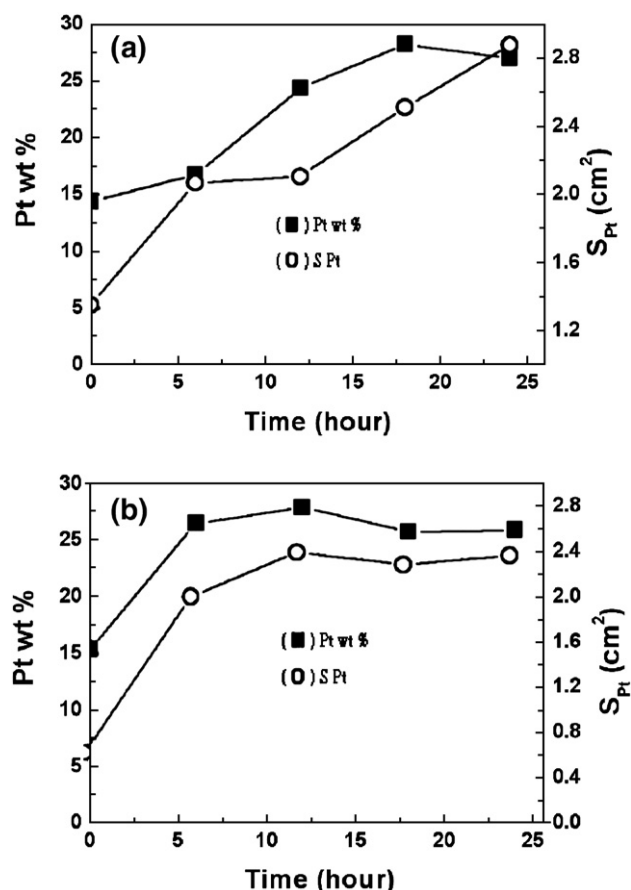 (a)
30
25
20
15
10
5
0
Pt wt %
2.8
2.4
2.0
1.6
1.2
S_Pt (cm²)
(■) Pt wt %
(○) S Pt
0 5 10 15 20 25
Time (hour)
(b)
30
25
20
15
10
5
0
Pt wt %
2.8
2.4
2.0
1.6
1.2
0.8
0.4
0.0
S_Pt (cm²)
(■) Pt wt %
(○) S Pt
0 5 10 15 20 25
Time (hour)